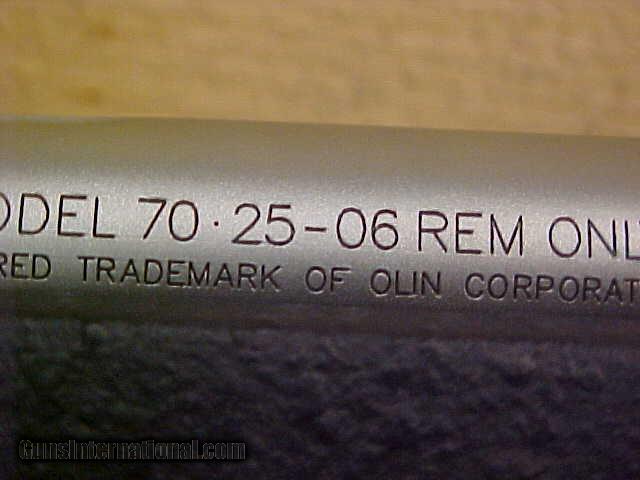 ODEL 70·25-06 REM ONL
RED TRADEMARK OF OLIN CORPORAT
GunsInternational.com